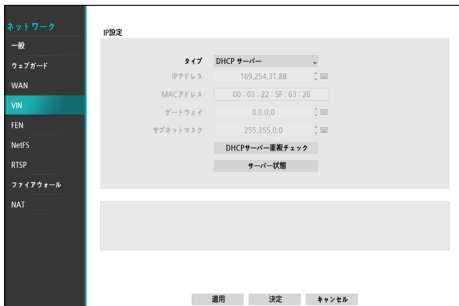 ネットワーク
一般
ウェブガード
WAN
VIN
FEN
NetFS
RTSP
ファイアウォール
NAT
IP設定
タイプ DHCP サーバー
IPアドレス 169,254,31,88
MACアドレス 00 : 03 : 22 : 5F : 63 : 20
ゲートウェイ 0,0,0,0
サブネットマスク 255,255,0,0
DHCPサーバー重複チェック
サーバー状態
適用 決定 キャンセル